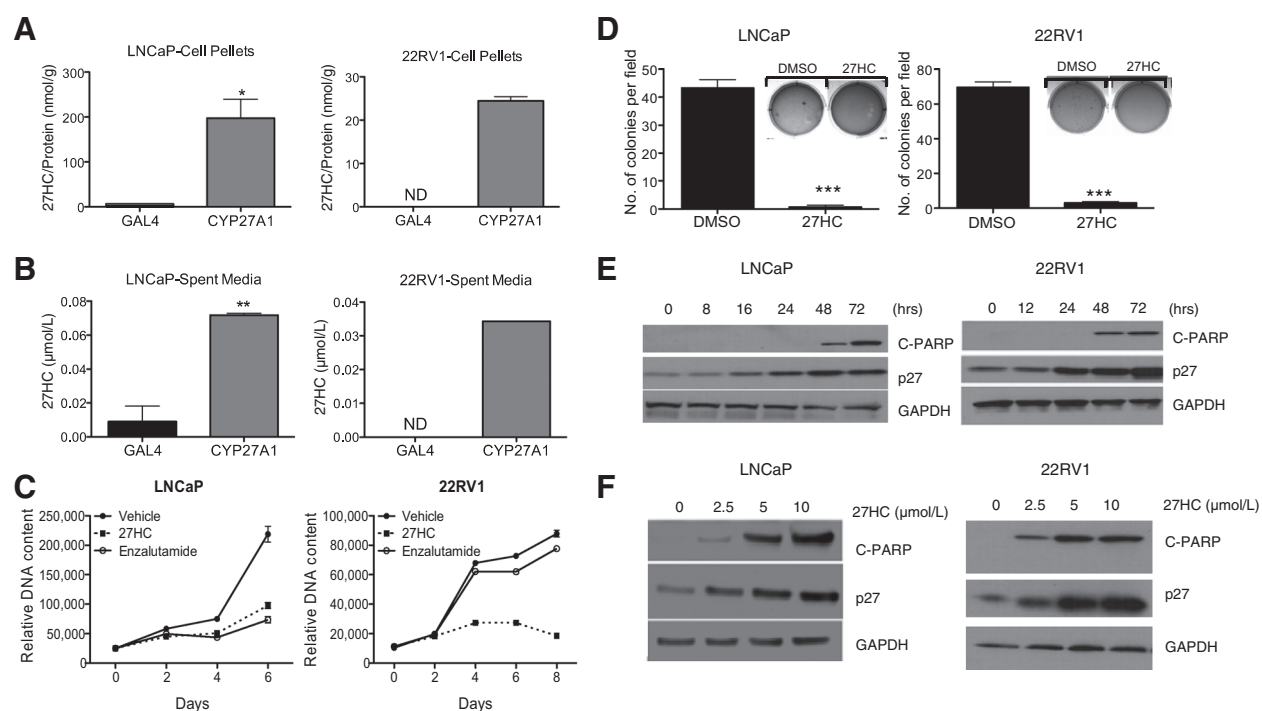 A
LNCaP-Cell Pellets
27HC/Protein (nmol/g)
300
200
100
0
*
GAL4
CYP27A1
22RV1-Cell Pellets
27HC/Protein (nmol/g)
30
20
10
0
ND
GAL4
CYP27A1
B
LNCaP-Spent Media
27HC (μmol/L)
0.08
0.06
0.04
0.02
0.00
**
GAL4
CYP27A1
22RV1-Spent Media
27HC (μmol/L)
0.04
0.03
0.02
0.01
0.00
ND
GAL4
CYP27A1
C
LNCaP
Relative DNA content
250,000
200,000
150,000
100,000
50,000
0
Vehicle
27HC
Enzalutamide
0 2 4 6
Days
22RV1
Relative DNA content
100,000
80,000
60,000
40,000
20,000
0
Vehicle
27HC
Enzalutamide
0 2 4 6 8
Days
D
LNCaP
No. of colonies per field
50
40
30
20
10
0
DMSO 27HC
***
DMSO 27HC
22RV1
No. of colonies per field
80
60
40
20
0
DMSO 27HC
***
DMSO 27HC
E
LNCaP
0 8 16 24 48 72 (hrs)
C-PARP
p27
GAPDH
22RV1
0 12 24 48 72 (hrs)
C-PARP
p27
GAPDH
F
LNCaP
0 2.5 5 10 27HC (μmol/L)
C-PARP
p27
GAPDH
22RV1
0 2.5 5 10 27HC (μmol/L)
C-PARP
p27
GAPDH